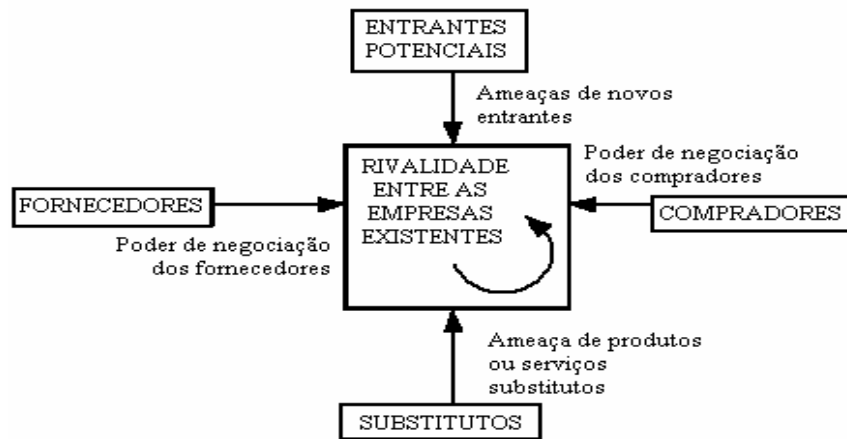 ENTRANTES
POTENCIAIS
Ameaças de novos
entrantes
RIVALIDADE
ENTRE AS
EMPRESAS
EXISTENTES
Poder de negociação
dos compradores
FORNECEDORES
COMPRADORES
Poder de negociação
dos fornecedores
Ameaça de produtos
ou serviços
substitutos
SUBSTITUTOS